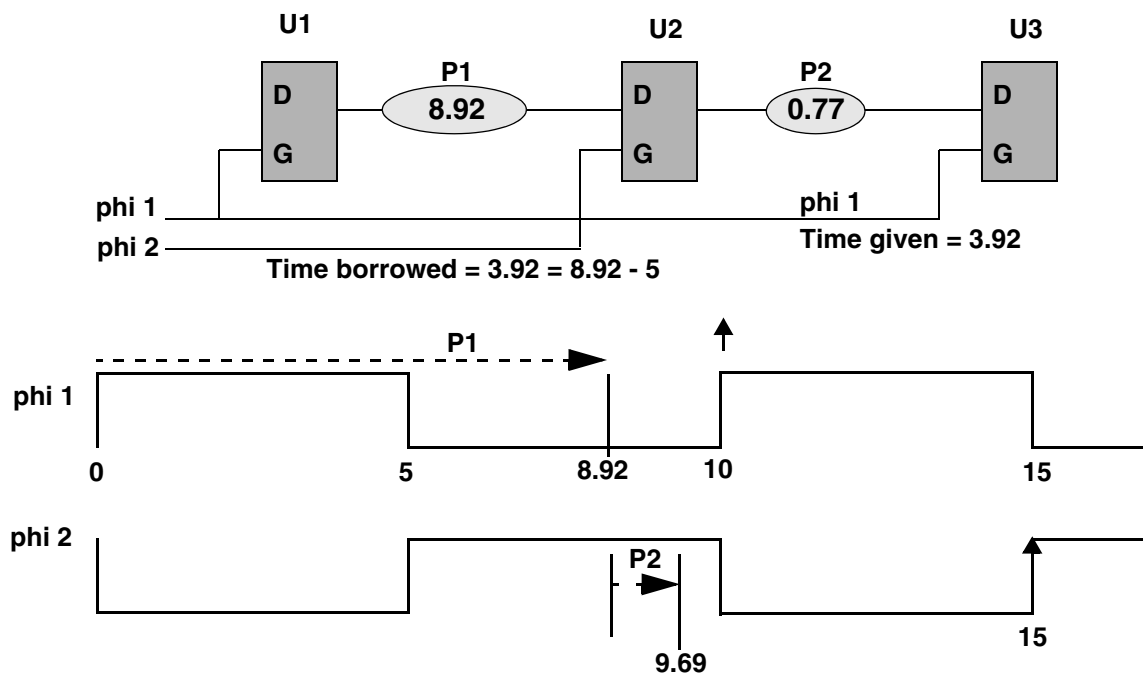 U1
U2
U3
P1
P2
D
8.92
D
0.77
D
G
G
G
phi 1
phi 1
phi 2
Time given = 3.92
Time borrowed = 3.92 = 8.92 - 5
P1
phi 1
0
5
8.92
10
15
phi 2
P2
15
9.69